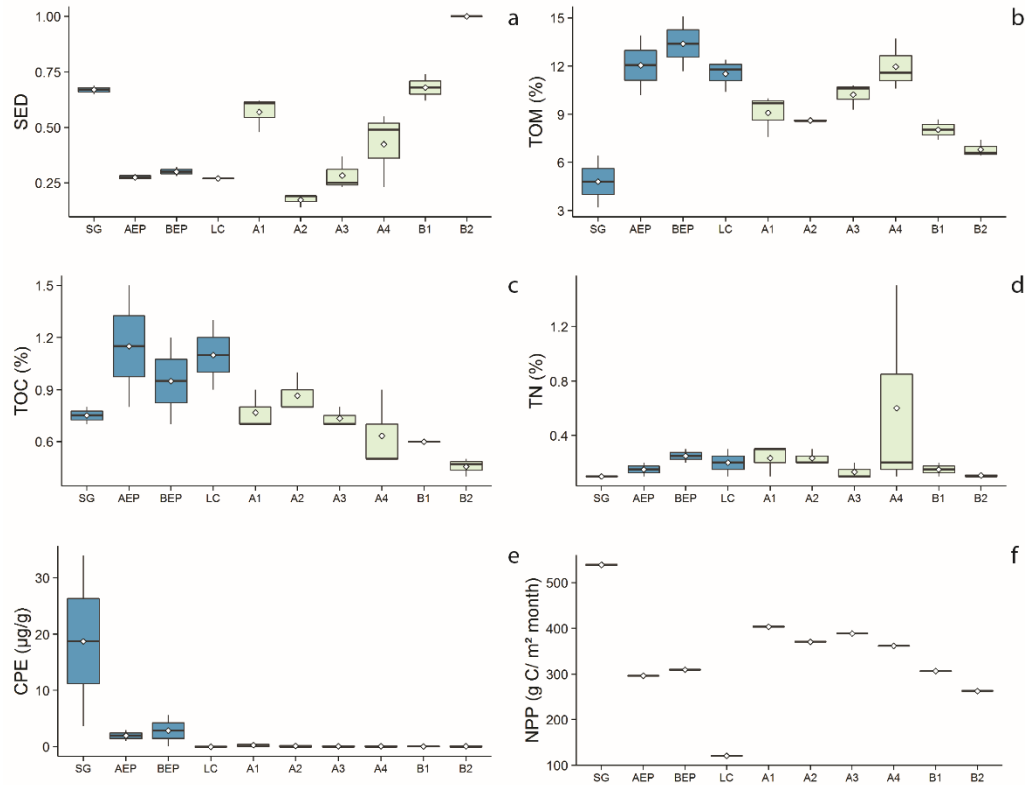 a
SED
1.00
0.75
0.50
0.25
SG AEP BEP LC A1 A2 A3 A4 B1 B2
b
TOM (%)
15
12
9
6
3
SG AEP BEP LC A1 A2 A3 A4 B1 B2
c
TOC (%)
1.5
1.2
0.9
0.6
SG AEP BEP LC A1 A2 A3 A4 B1 B2
d
TN (%)
1.2
0.8
0.4
SG AEP BEP LC A1 A2 A3 A4 B1 B2
e
CPE (µg/g)
30
20
10
0
SG AEP BEP LC A1 A2 A3 A4 B1 B2
f
NPP (g C/ m² month)
500
400
300
200
100
SG AEP BEP LC A1 A2 A3 A4 B1 B2